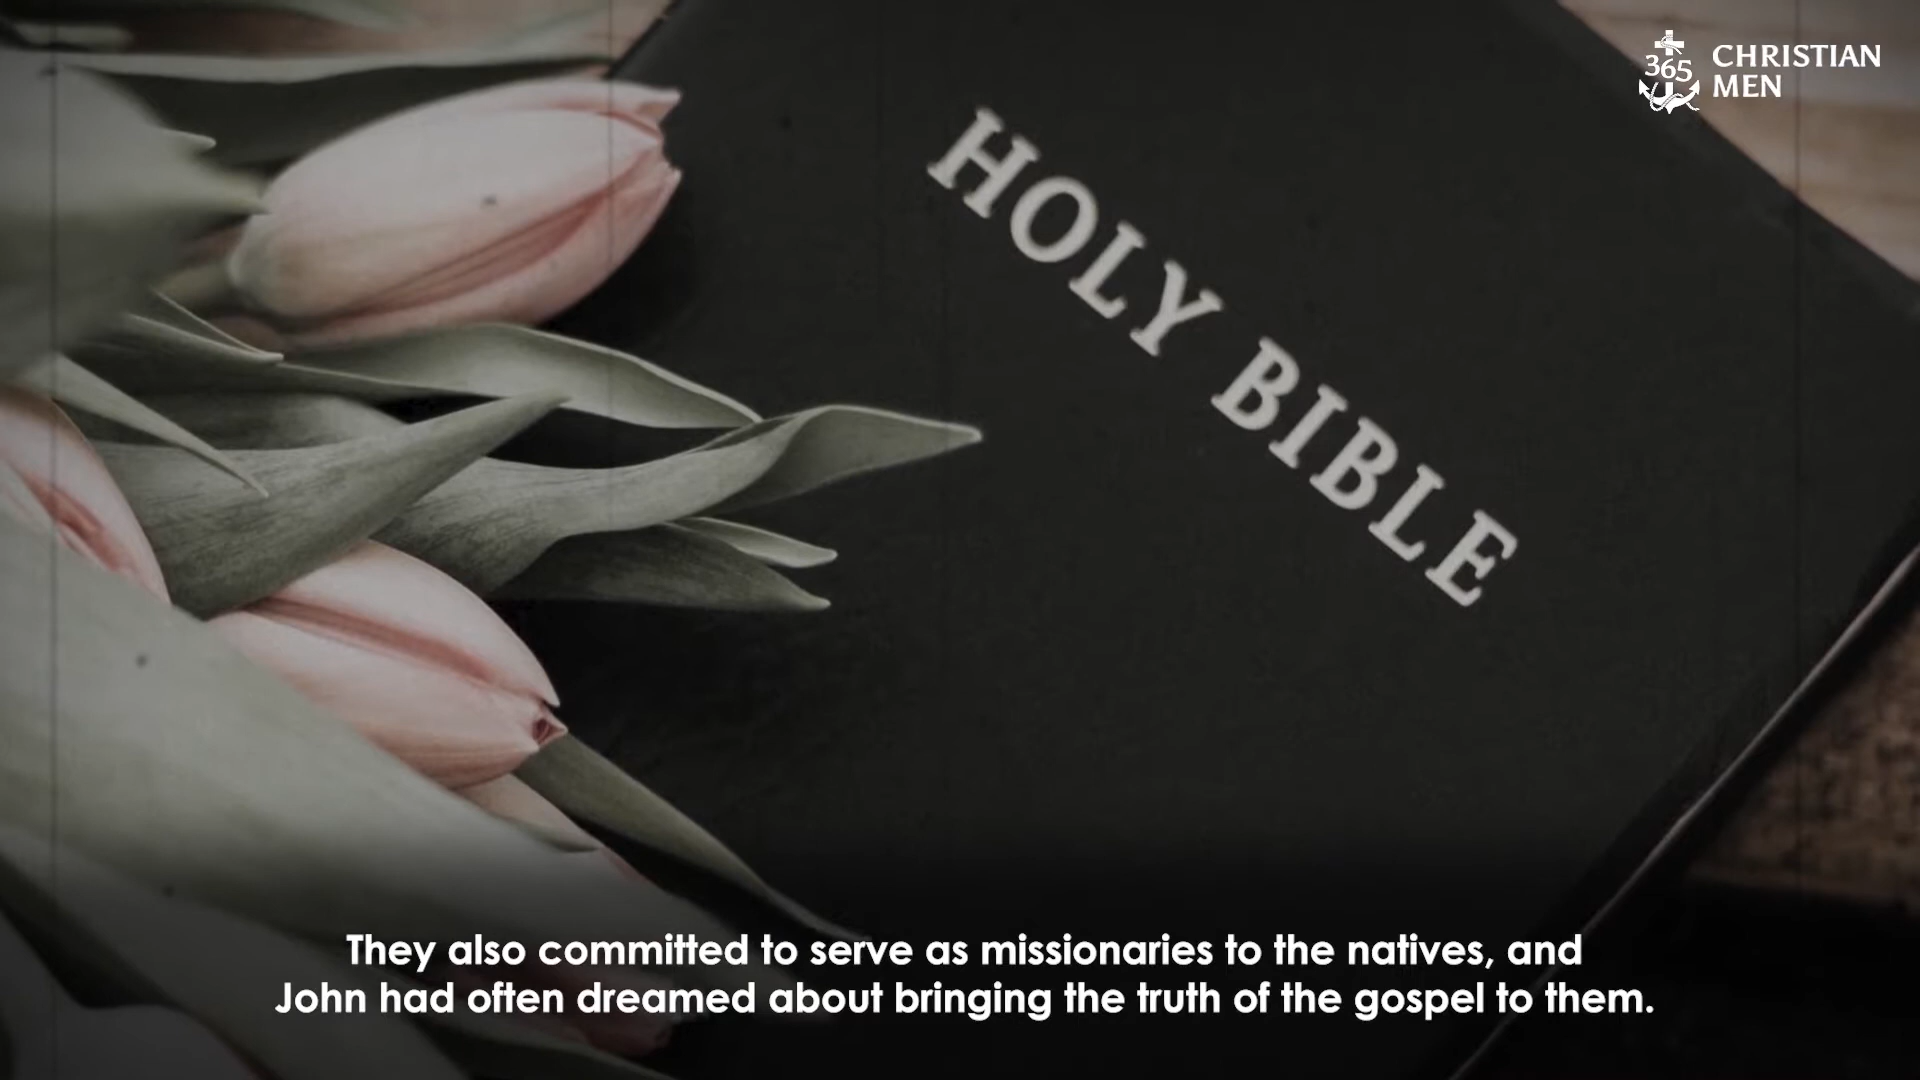 365
CHRISTIAN
MEN
HOLY BIBLE
They also committed to serve as missionaries to the natives, and
John had often dreamed about bringing the truth of the gospel to them.